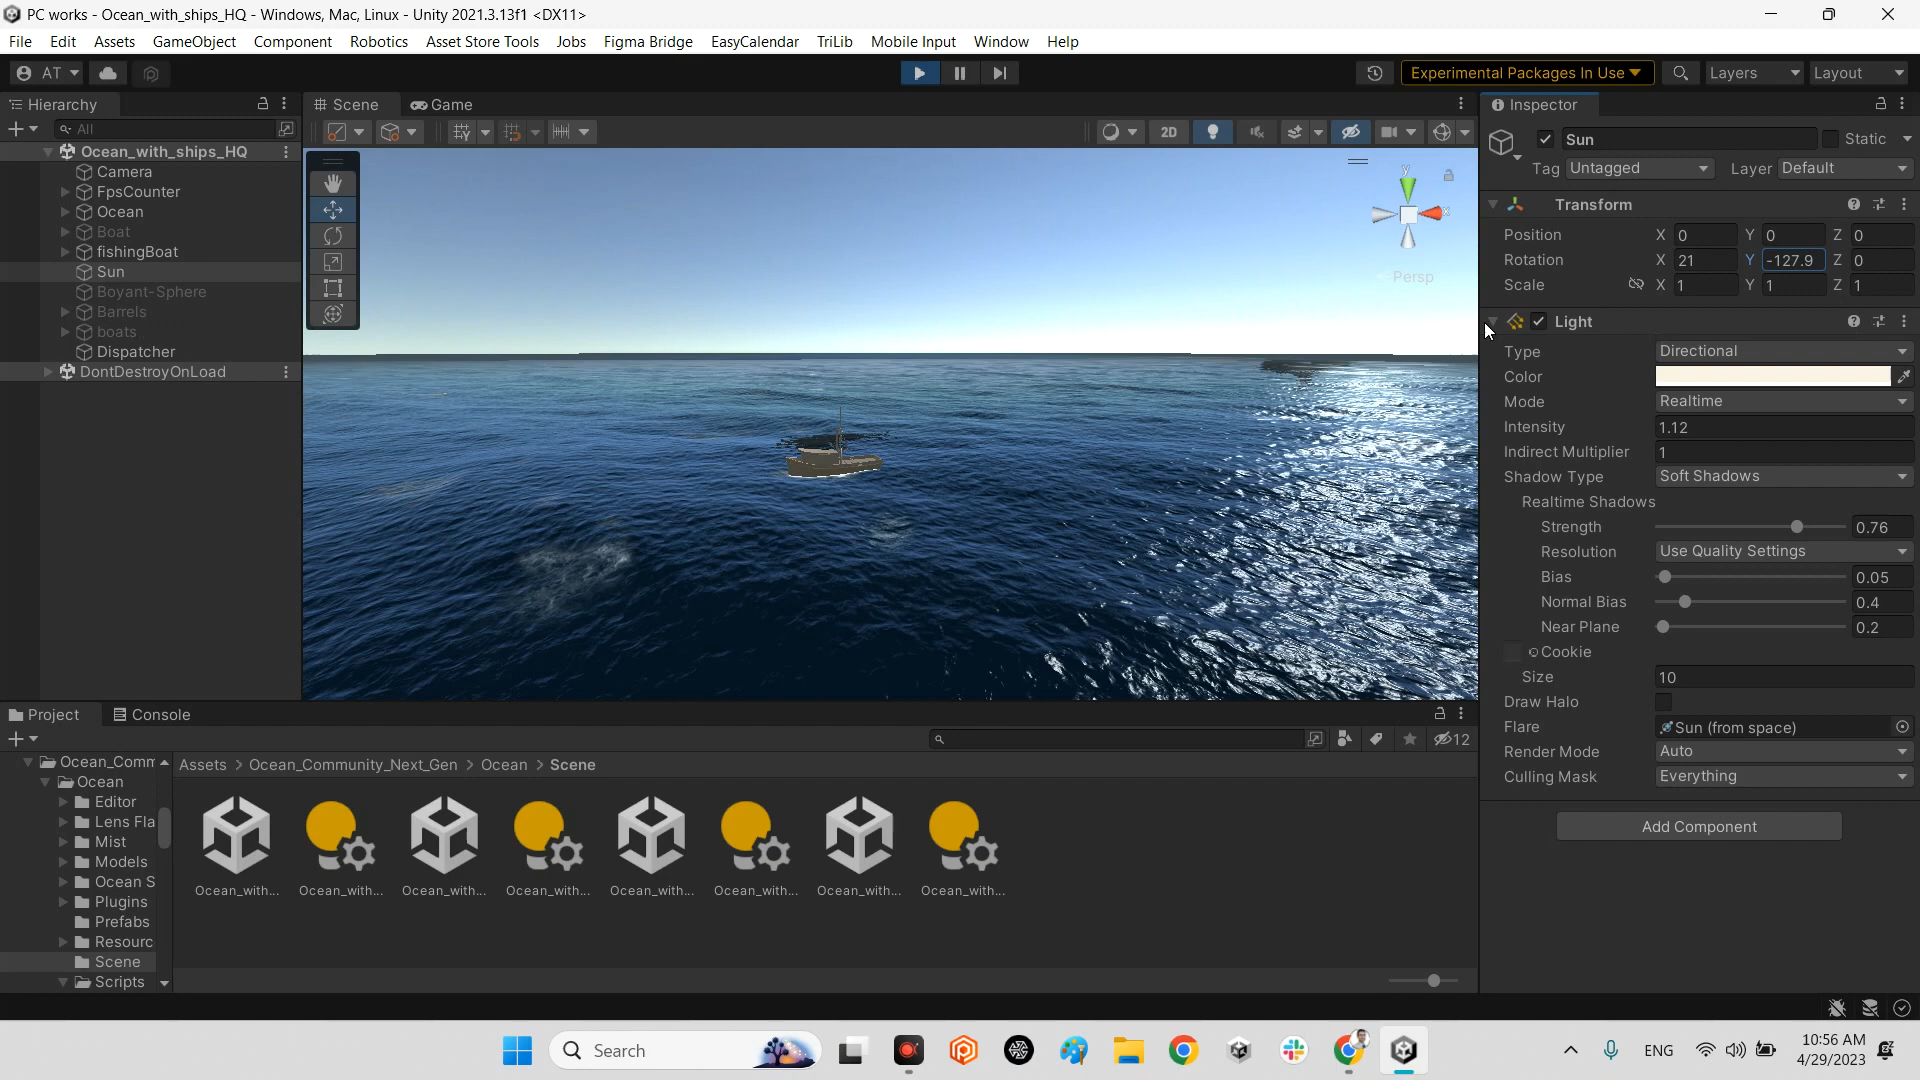 PC works - Ocean_with_ships_HQ - Windows, Mac, Linux - Unity 2021.3.13f1 <DX11>
File Edit Assets GameObject Component Robotics Asset Store Tools Jobs Figma Bridge EasyCalendar TriLib Mobile Input Window Help
AT Experimental Packages In Use Layers Layout
Hierarchy
All
Ocean_with_ships_HQ
Camera
FpsCounter
Ocean
Boat
fishingBoat
Sun
Boyant-Sphere
Barrels
boats
Dispatcher
DontDestroyOnLoad
Scene Game
2D
y
x
Persp
Inspector
Sun Static
Tag Untagged Layer Default
Transform
Position X 0 Y 0 Z 0
Rotation X 21 Y -127.9 Z 0
Scale X 1 Y 1 Z 1
Light
Type Directional
Color
Mode Realtime
Intensity 1.12
Indirect Multiplier 1
Shadow Type Soft Shadows
Realtime Shadows
Strength 0.76
Resolution Use Quality Settings
Bias 0.05
Normal Bias 0.4
Near Plane 0.2
Cookie
Size 10
Draw Halo
Flare Sun (from space)
Render Mode Auto
Culling Mask Everything
Add Component
Project Console
12
Ocean_Comm
Ocean
Editor
Lens Fla
Mist
Models
Ocean S
Plugins
Prefabs
Resourc
Scene
Scripts
Assets > Ocean_Community_Next_Gen > Ocean > Scene
Ocean_with... Ocean_with... Ocean_with... Ocean_with... Ocean_with... Ocean_with... Ocean_with... Ocean_with...
Search
ENG
10:56 AM
4/29/2023